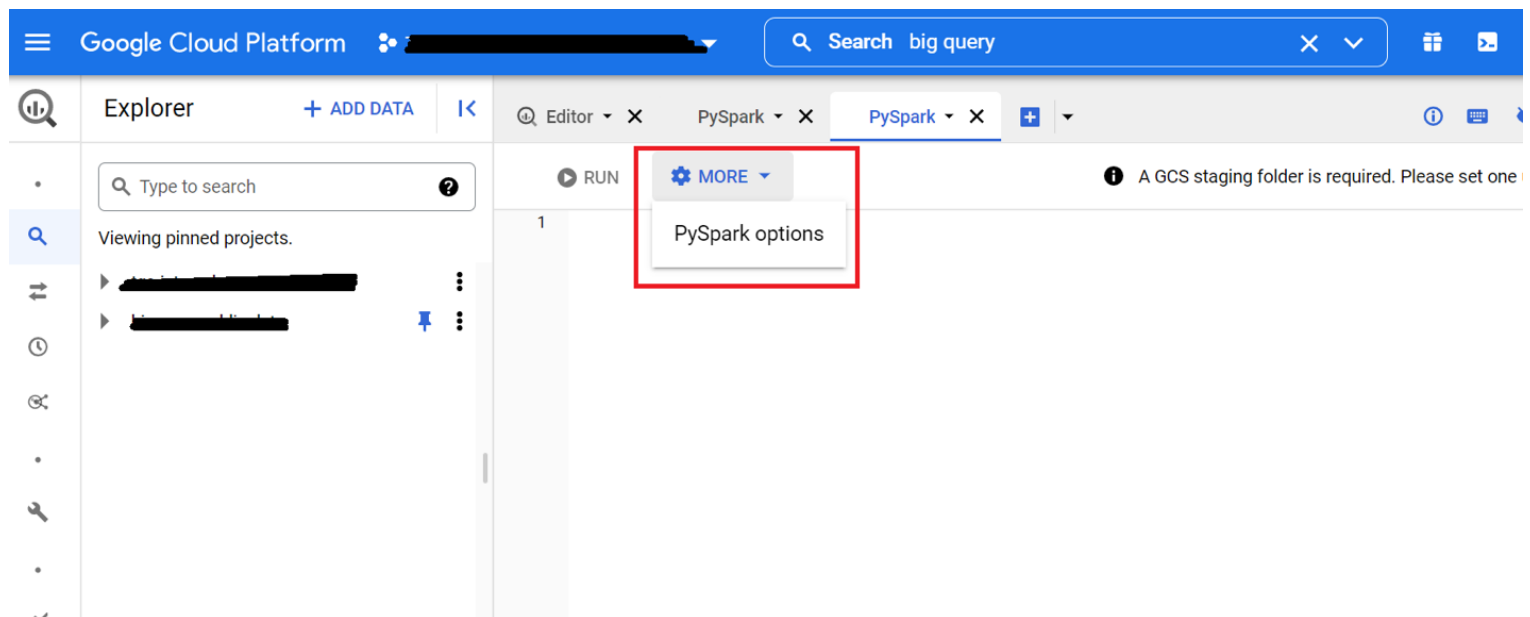 Google Cloud Platform
Search big query
Explorer
+ ADD DATA
Editor
PySpark
PySpark
Type to search
RUN
MORE
A GCS staging folder is required. Please set one
Viewing pinned projects.
1
PySpark options